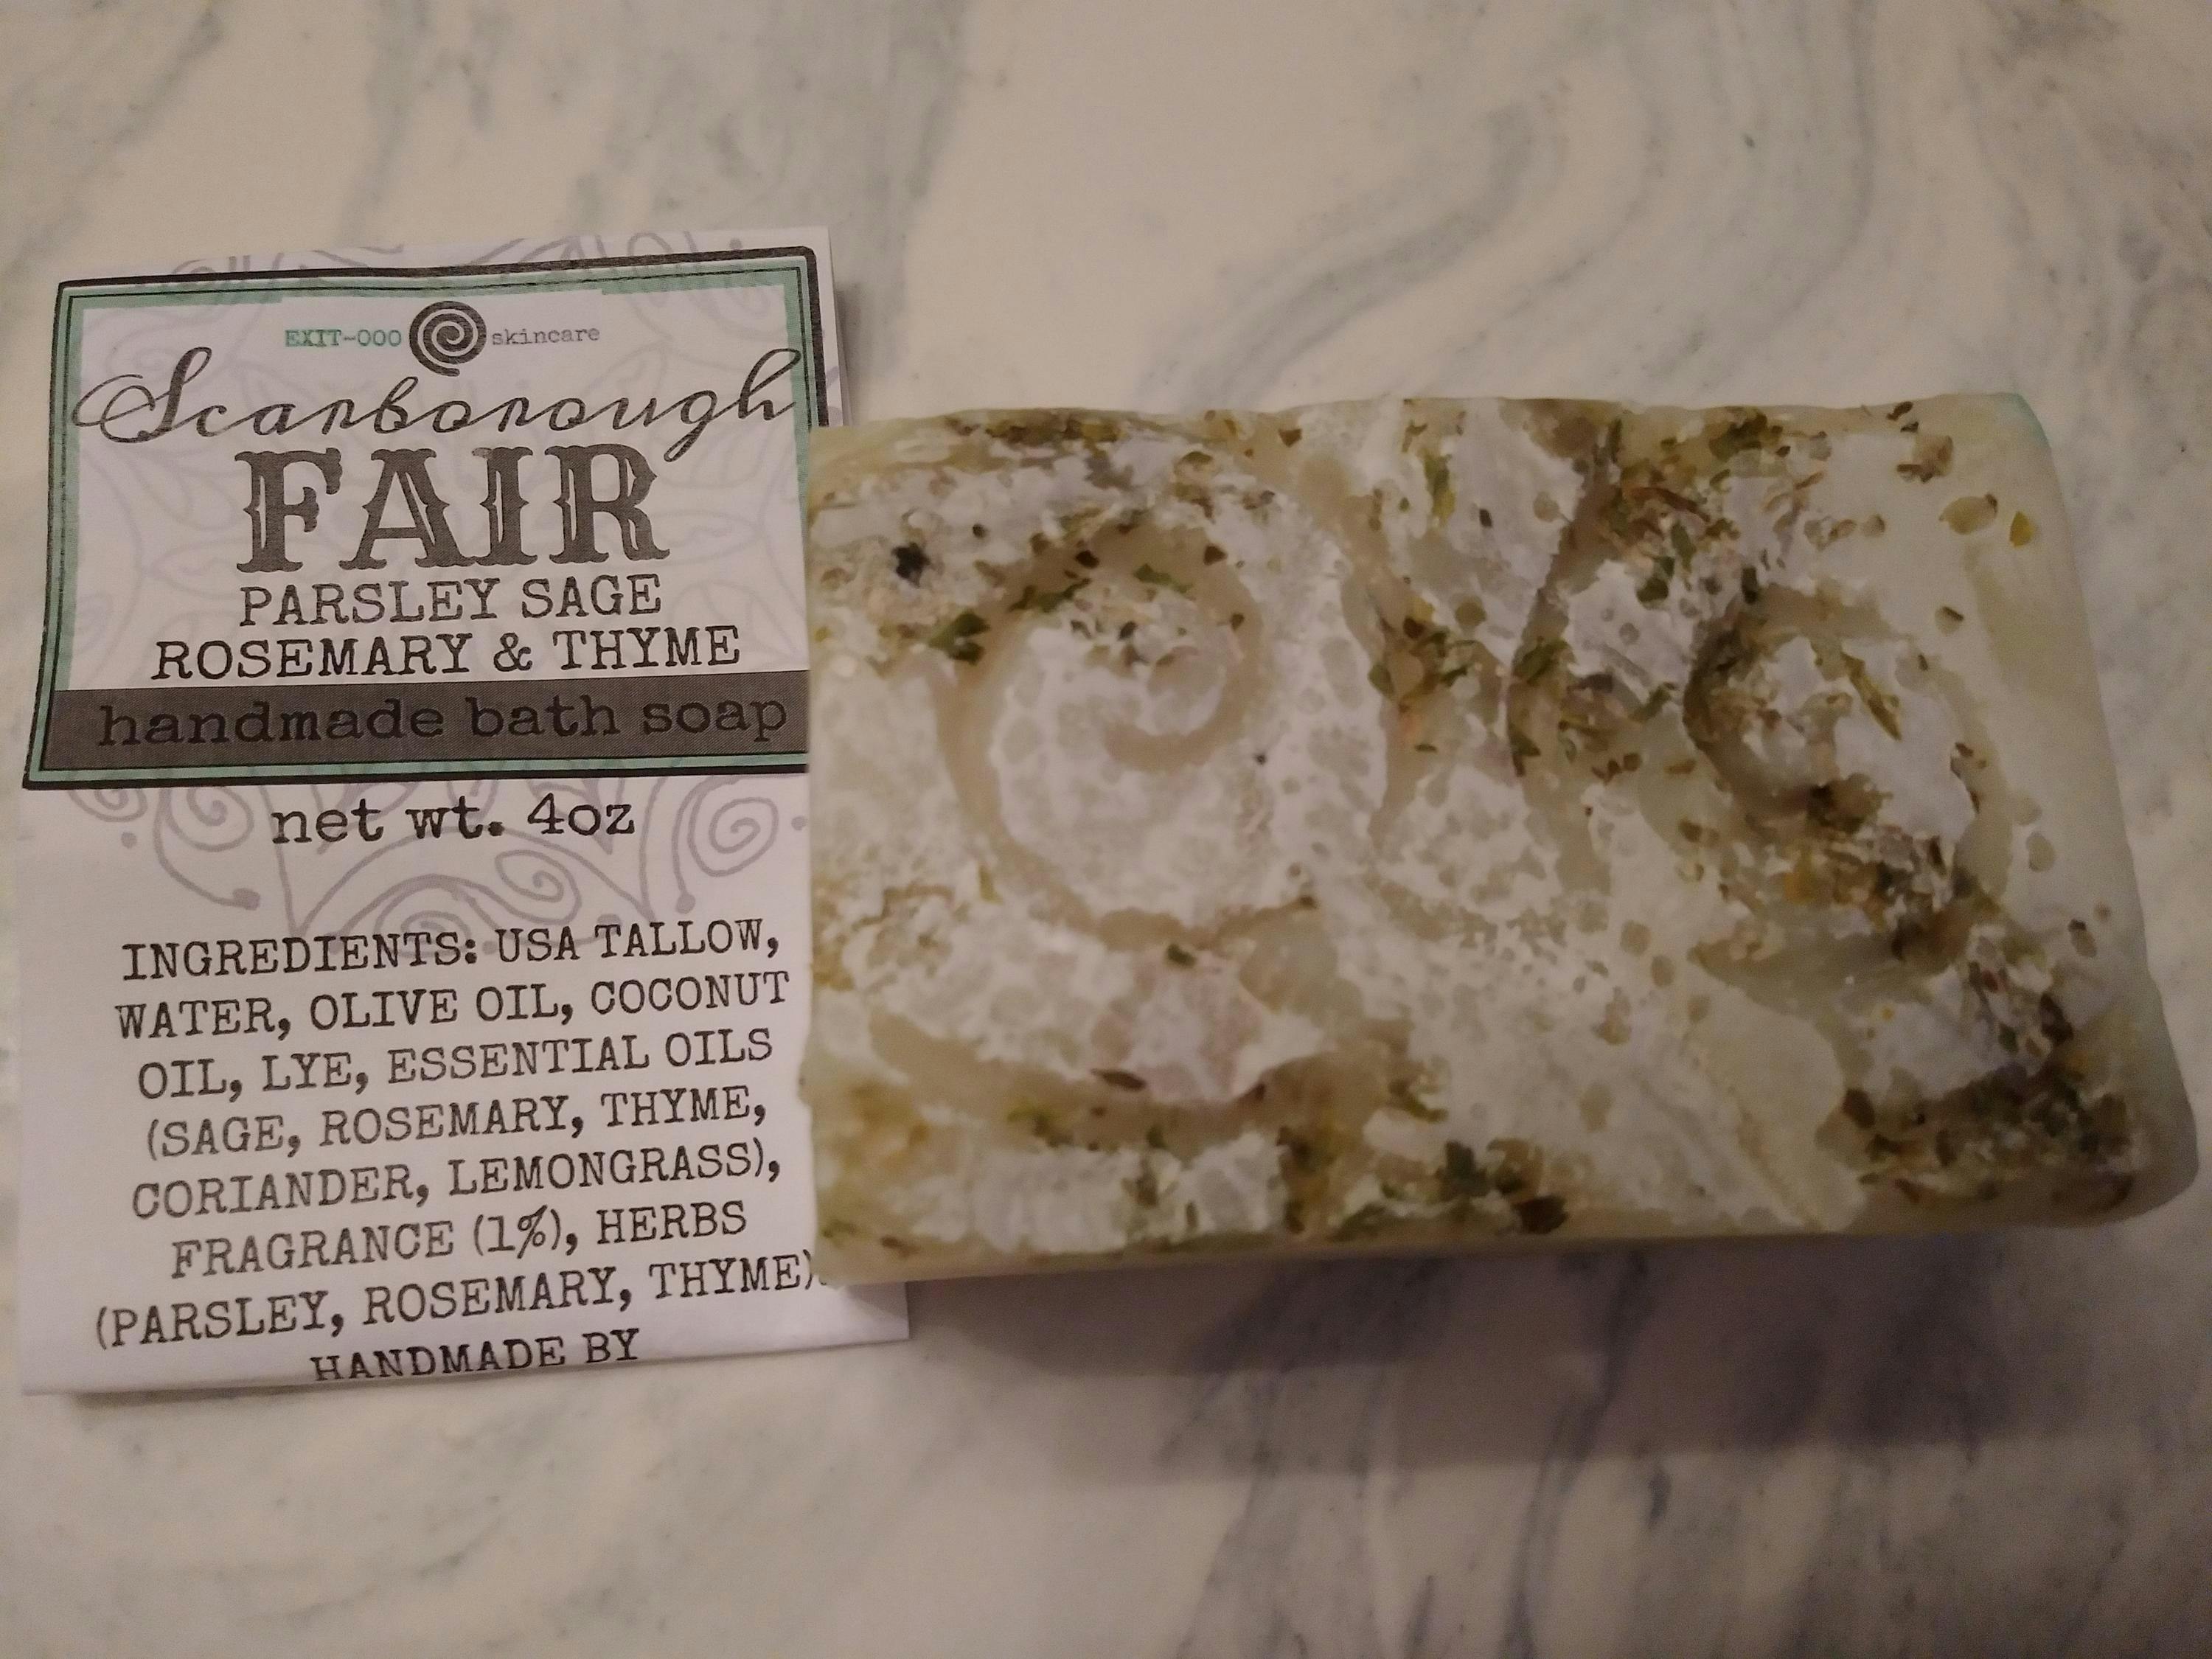 EXIT-000 skincare
Scarborough
FAIR
PARSLEY SAGE
ROSEMARY & THYME
handmade bath soap
net wt. 4oz
INGREDIENTS: USA TALLOW,
WATER, OLIVE OIL, COCONUT
OIL, LYE, ESSENTIAL OILS
(SAGE, ROSEMARY, THYME,
CORIANDER, LEMONGRASS),
FRAGRANCE (1%), HERBS
(PARSLEY, ROSEMARY, THYME).
HANDMADE BY